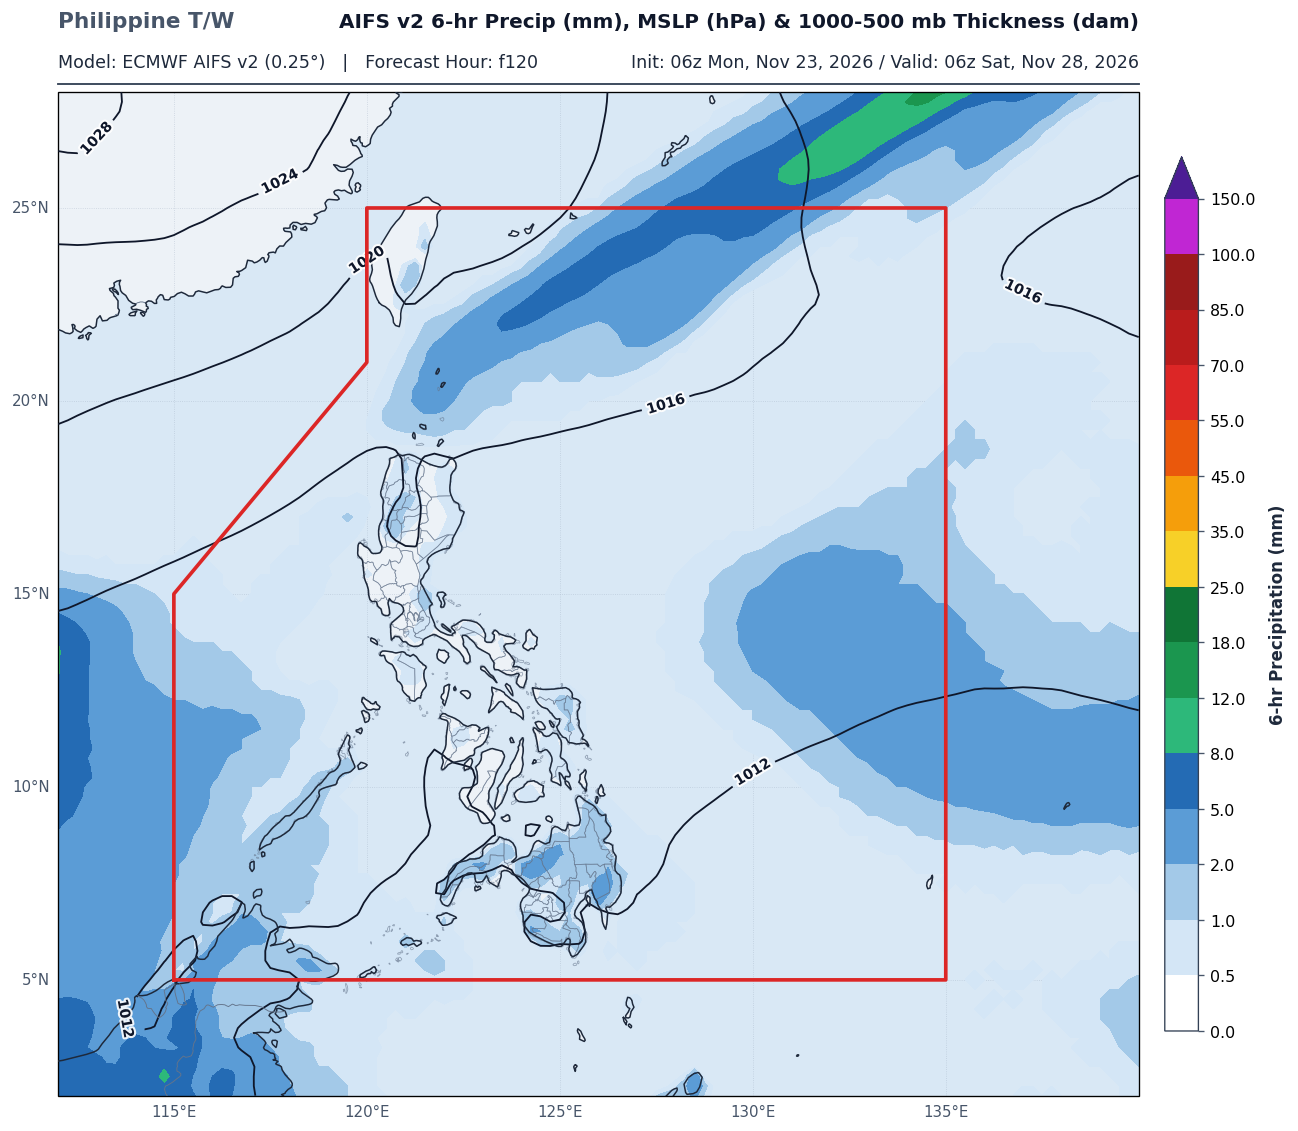 Philippine T/W
AIFS v2 6-hr Precip (mm), MSLP (hPa) & 1000-500 mb Thickness (dam)
Model: ECMWF AIFS v2 (0.25°) | Forecast Hour: f120
Init: 06z Mon, Nov 23, 2026 / Valid: 06z Sat, Nov 28, 2026
1028
1024
1020
1016
1016
1012
1012
25°N
20°N
15°N
10°N
5°N
115°E
120°E
125°E
130°E
135°E
150.0
100.0
85.0
70.0
55.0
45.0
35.0
25.0
18.0
12.0
8.0
5.0
2.0
1.0
0.5
0.0
6-hr Precipitation (mm)